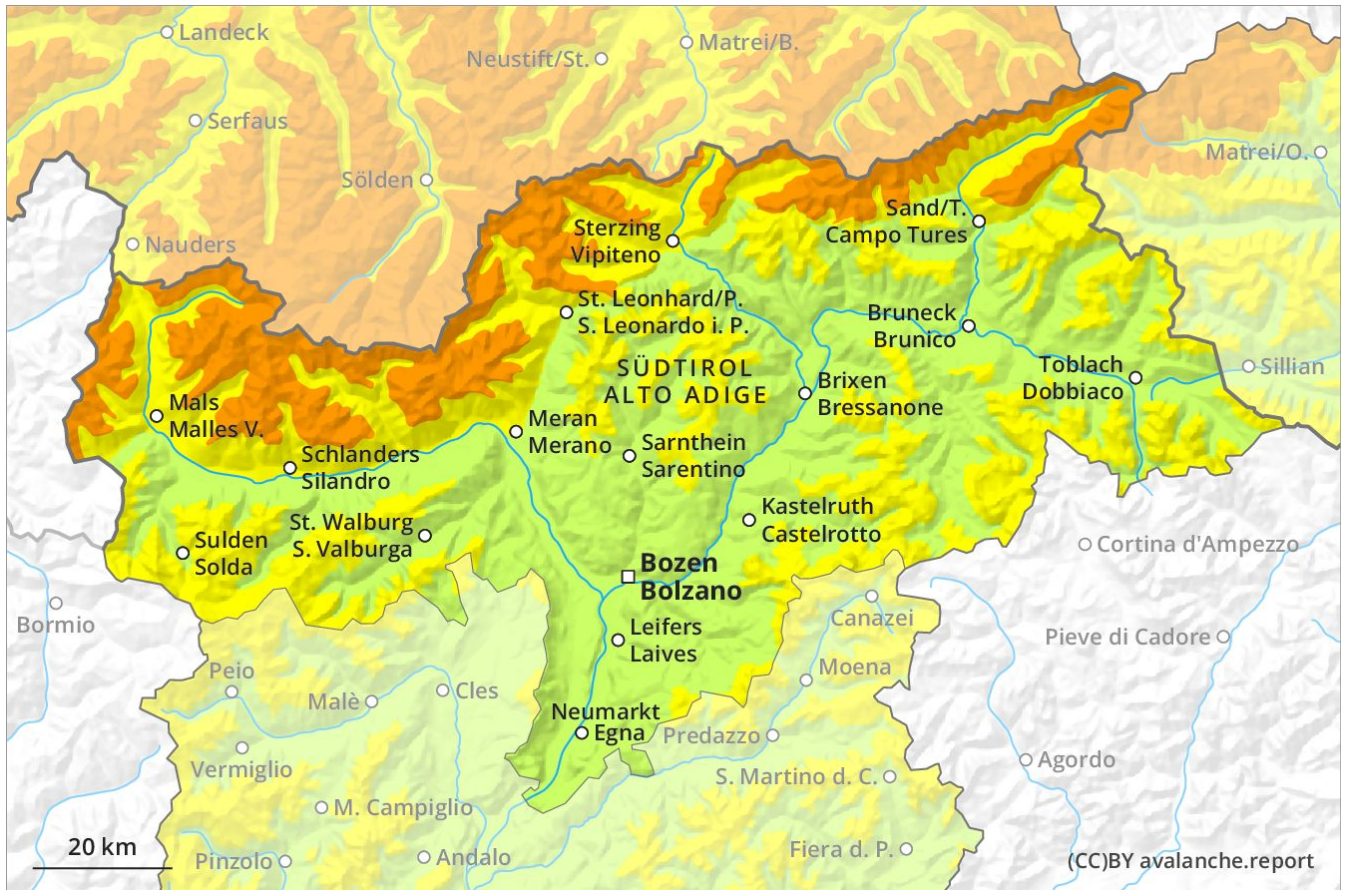 Landeck
Matrei/B.
Neustift/St.
Serfaus
Matrei/O.
Sölden
Sand/T.
Campo Tures
Sterzing
Vipiteno
Nauders
St. Leonhard/P.
S. Leonardo i. P.
Bruneck
Brunico
SÜDTIROL
ALTO ADIGE
Toblach
Dobbiaco
Sillian
Brixen
Bressanone
Mals
Malles V.
Meran
Merano
Sarnthein
Sarentino
Schlanders
Silandro
Kastelruth
Castelrotto
St. Walburg
S. Valburga
Sulden
Solda
Cortina d'Ampezzo
Bozen
Bolzano
Bormio
Canazei
Leifers
Laives
Pieve di Cadore
Peio
Moena
Malè
Cles
Neumarkt
Egna
Predazzo
Vermiglio
Agordo
S. Martino d. C.
M. Campiglio
20 km
Pinzolo
Andalo
Fiera d. P.
(CC)BY avalanche.report